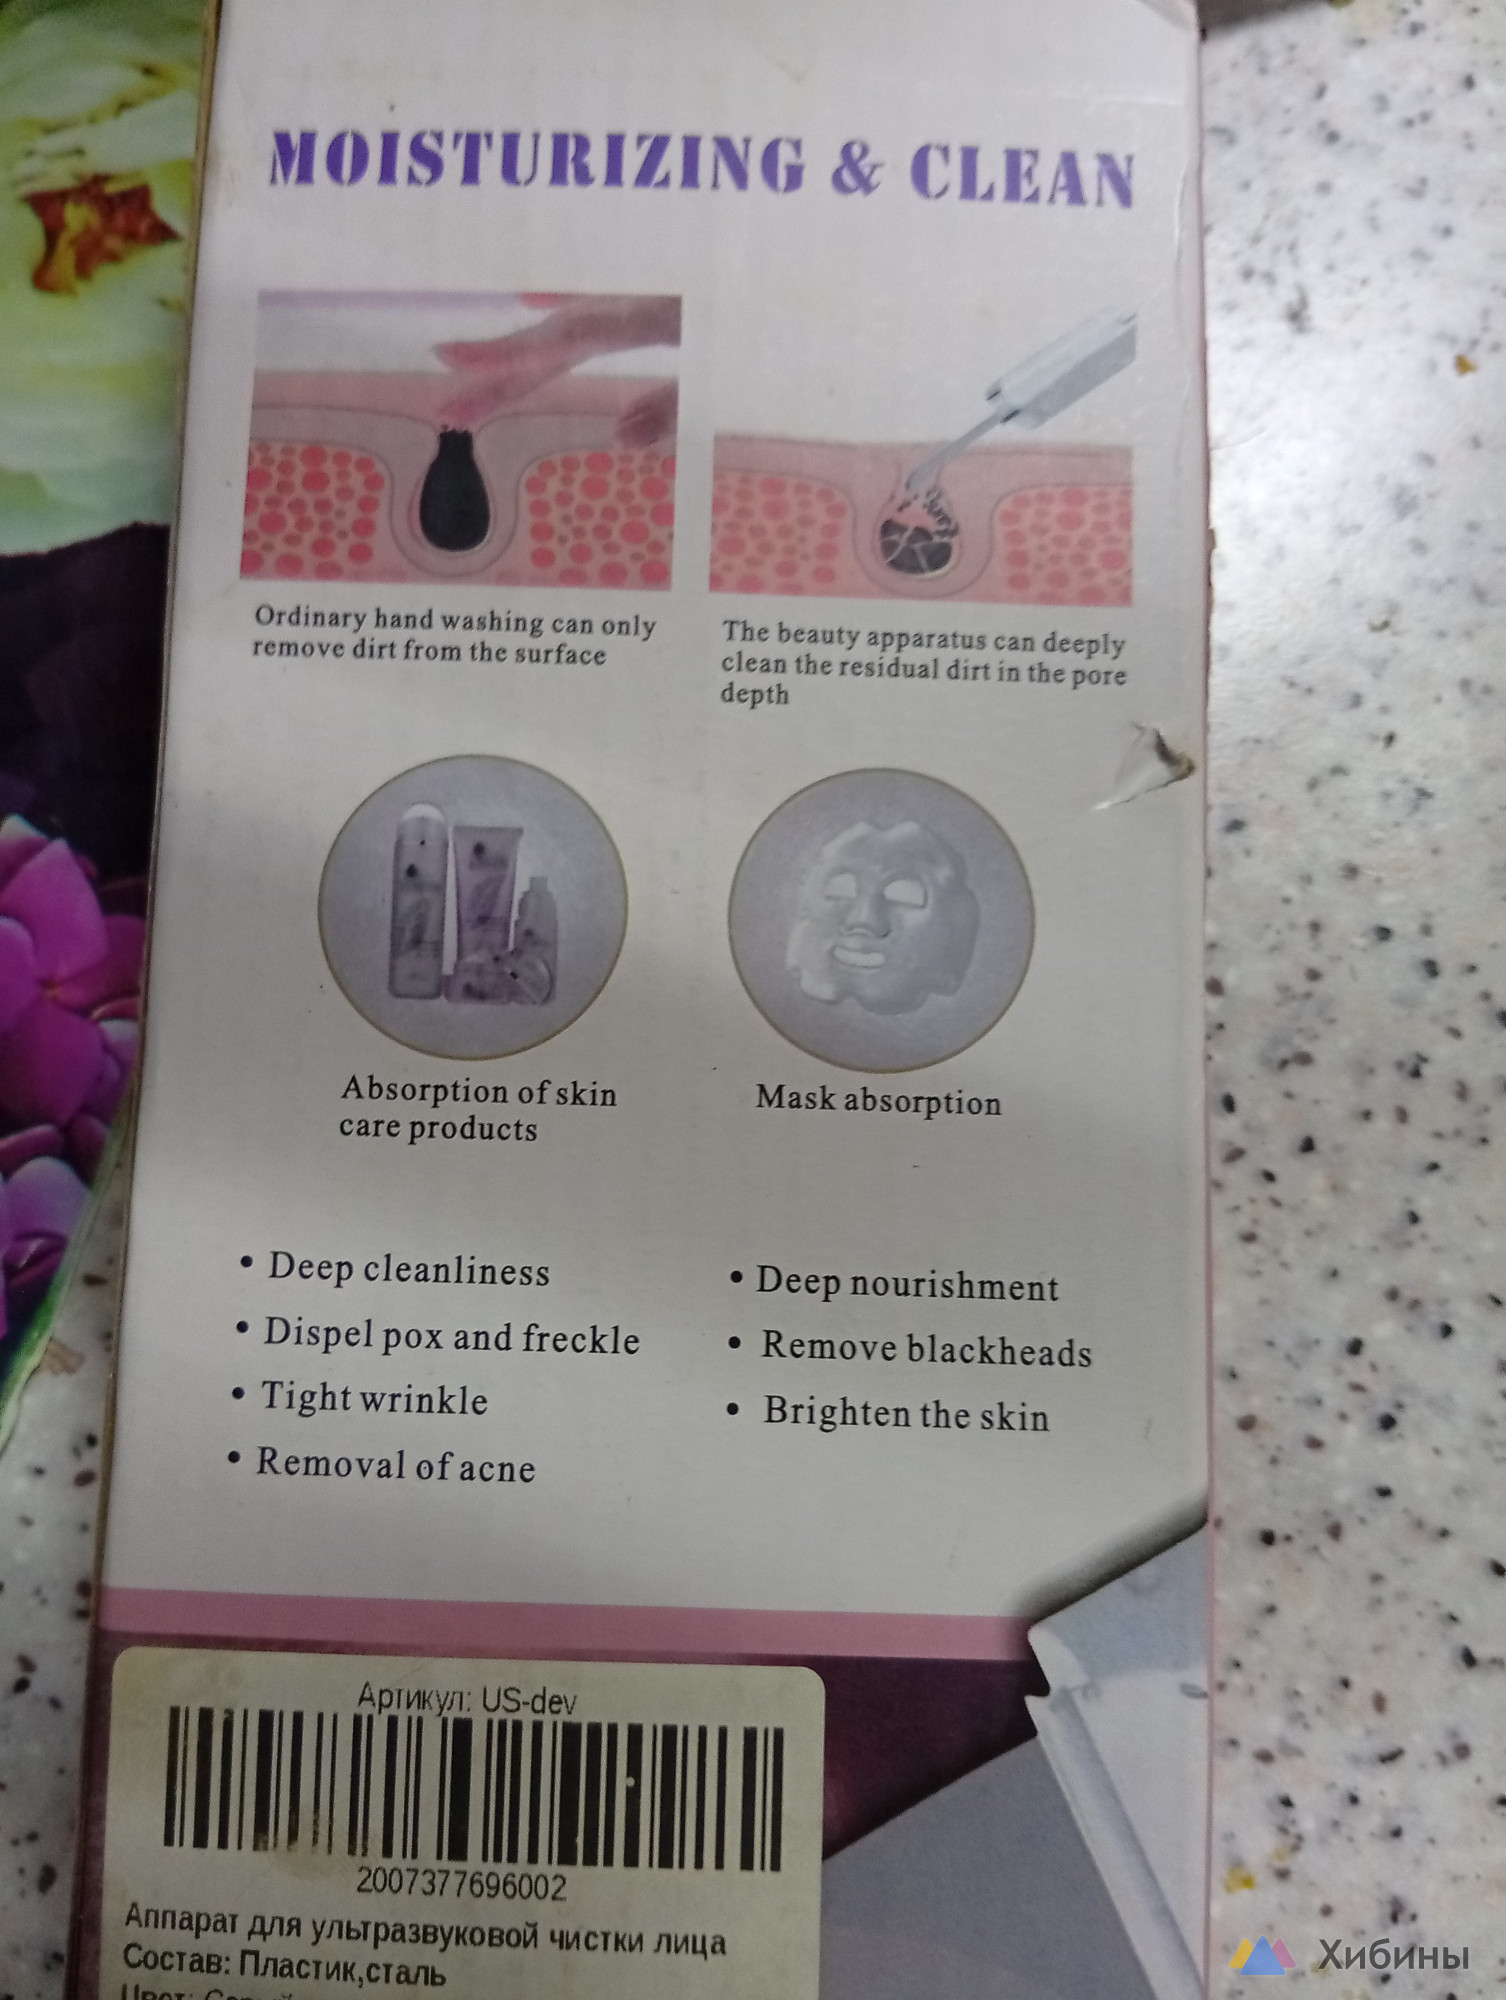 MOISTURIZING & CLEAN
Ordinary hand washing can only
remove dirt from the surface
The beauty apparatus can deeply
clean the residual dirt in the pore
depth
Absorption of skin
care products
Mask absorption
• Deep cleanliness
• Dispel pox and freckle
• Tight wrinkle
• Removal of acne
• Deep nourishment
• Remove blackheads
• Brighten the skin
Артикул: US-dev
2007377696002
Аппарат для ультразвуковой чистки лица
Состав: Пластик,сталь
Хибины